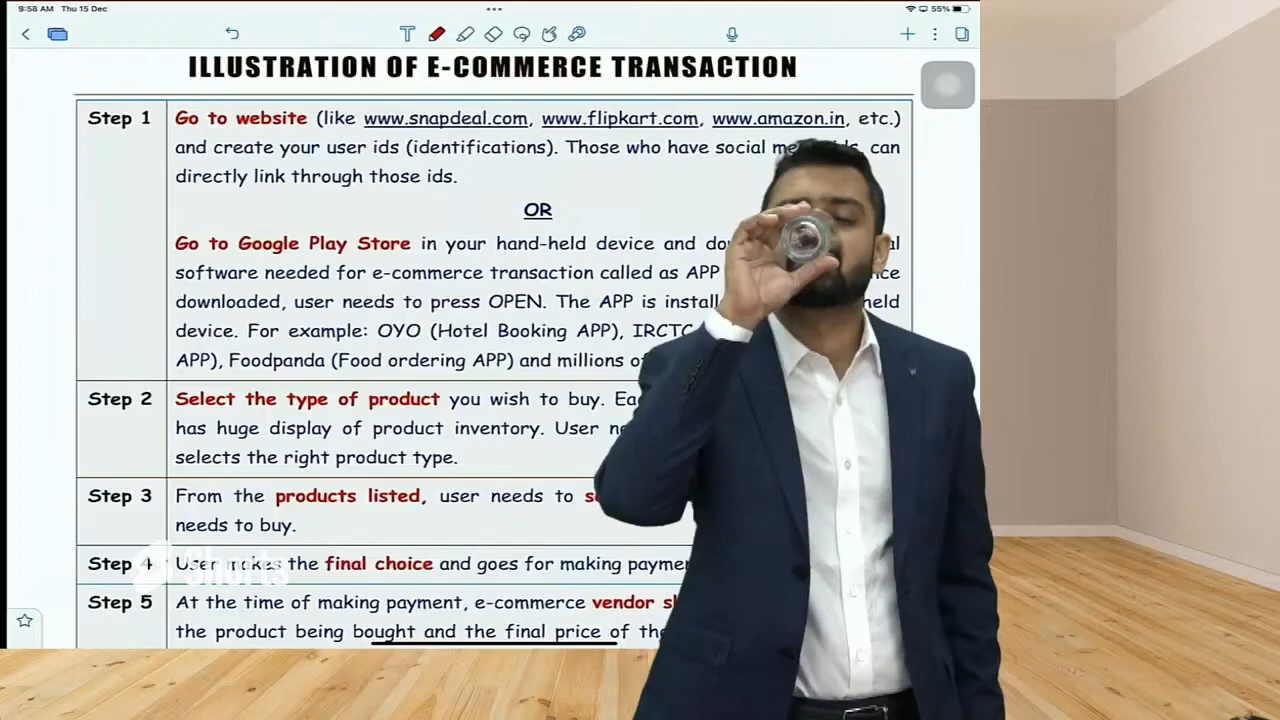 9:58 AM Thu 15 Dec
55%
ILLUSTRATION OF E-COMMERCE TRANSACTION
Step 1 Go to website (like www.snapdeal.com, www.flipkart.com, www.amazon.in, etc.)
and create your user ids (identifications). Those who have social can
directly link through those ids.
OR
Go to Google Play Store in your hand-held device and
software needed for e-commerce transaction called as APP
downloaded, user needs to press OPEN. The APP is held
device. For example: OYO (Hotel Booking APP), IRCTC
APP), Foodpanda (Food ordering APP) and millions
Step 2 Select the type of product you wish to buy.
has huge display of product inventory. User
selects the right product type.
Step 3 From the products listed, user needs to
needs to buy.
Step 4 User makes the final choice and goes for making
Step 5 At the time of making payment, e-commerce vendor
the product being bought and the final price of
Shorts